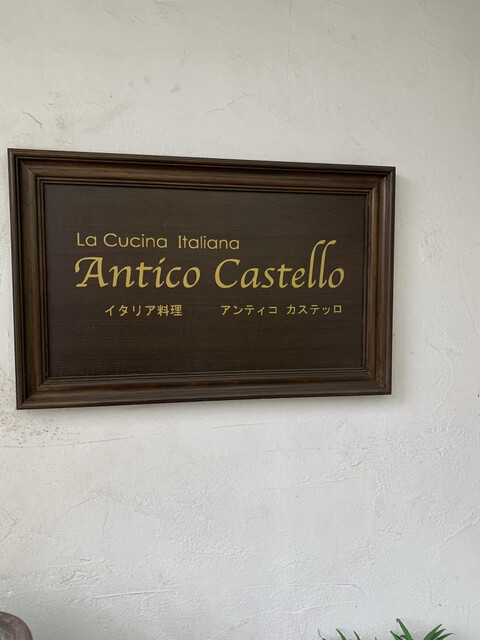 La Cucina Italiana
Antico Castello
イタリア料理 アンティコ カステッロ